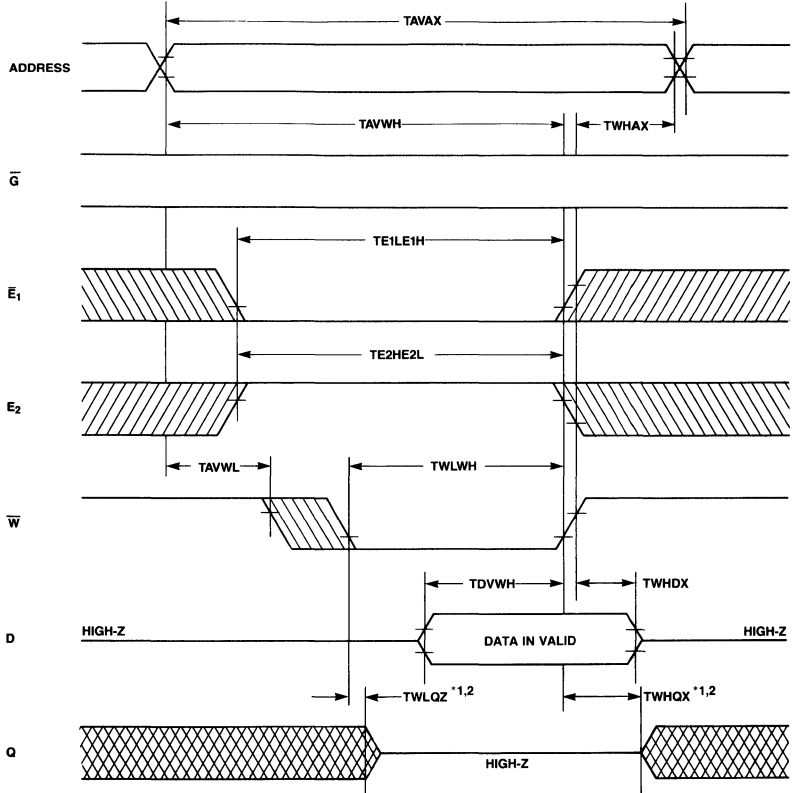 TAVAX
ADDRESS
TAVWH
TWHAX
G̅
TE1LE1H
E̅₁
TE2HE2L
E₂
TAVWL
TWLWH
W̅
TDVWH
TWHDX
D
HIGH-Z
DATA IN VALID
HIGH-Z
TWLQZ *1,2
TWHQX *1,2
Q
HIGH-Z